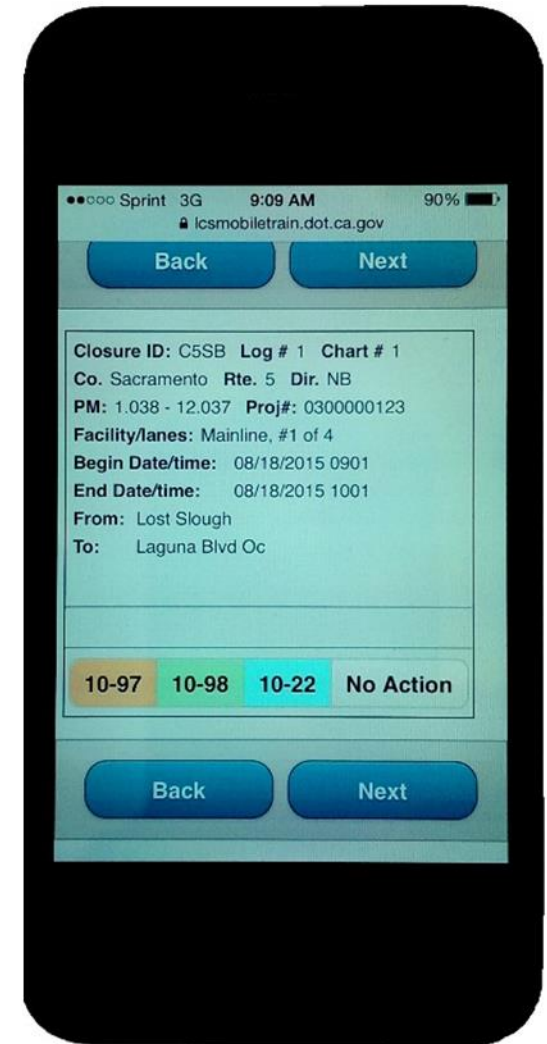 Sprint 3G 9:09 AM 90%
lcsmobiletrain.dot.ca.gov
Back Next
Closure ID: C5SB Log # 1 Chart # 1
Co. Sacramento Rte. 5 Dir. NB
PM: 1.038 - 12.037 Proj#: 0300000123
Facility/lanes: Mainline, #1 of 4
Begin Date/time: 08/18/2015 0901
End Date/time: 08/18/2015 1001
From: Lost Slough
To: Laguna Blvd Oc
10-97 10-98 10-22 No Action
Back Next